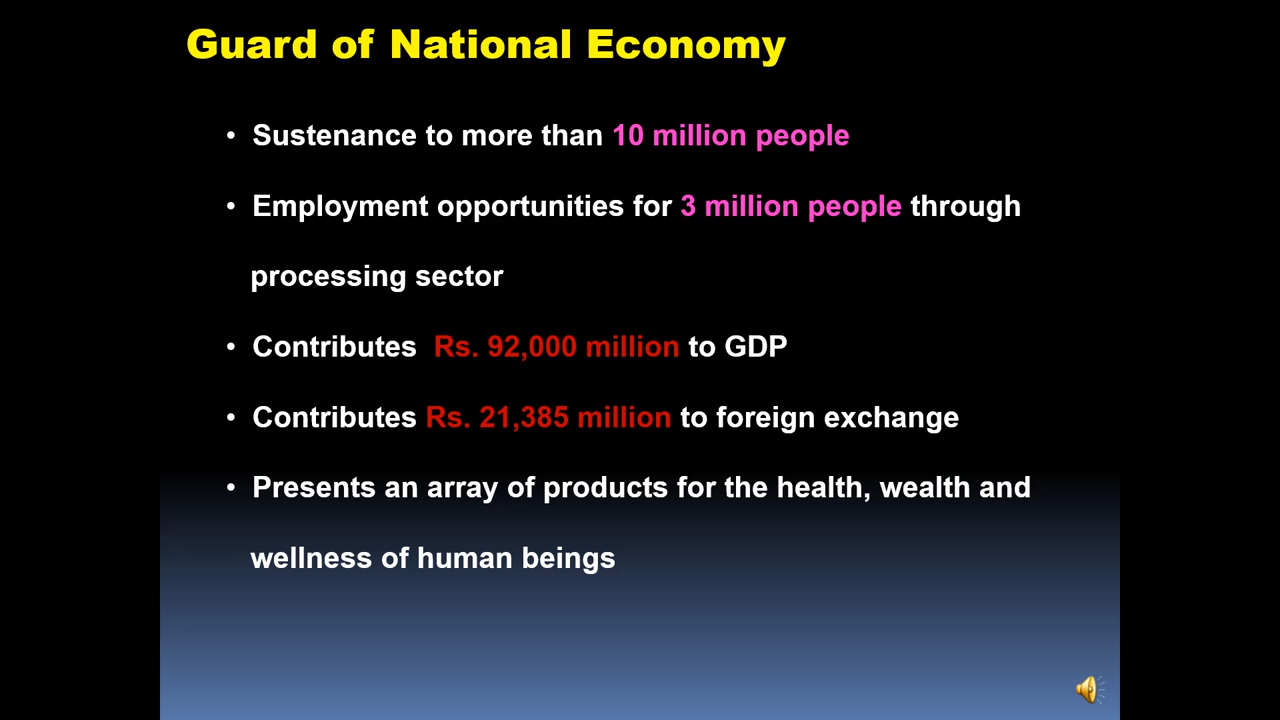 Guard of National Economy
• Sustenance to more than 10 million people
• Employment opportunities for 3 million people through
processing sector
• Contributes Rs. 92,000 million to GDP
• Contributes Rs. 21,385 million to foreign exchange
• Presents an array of products for the health, wealth and
wellness of human beings